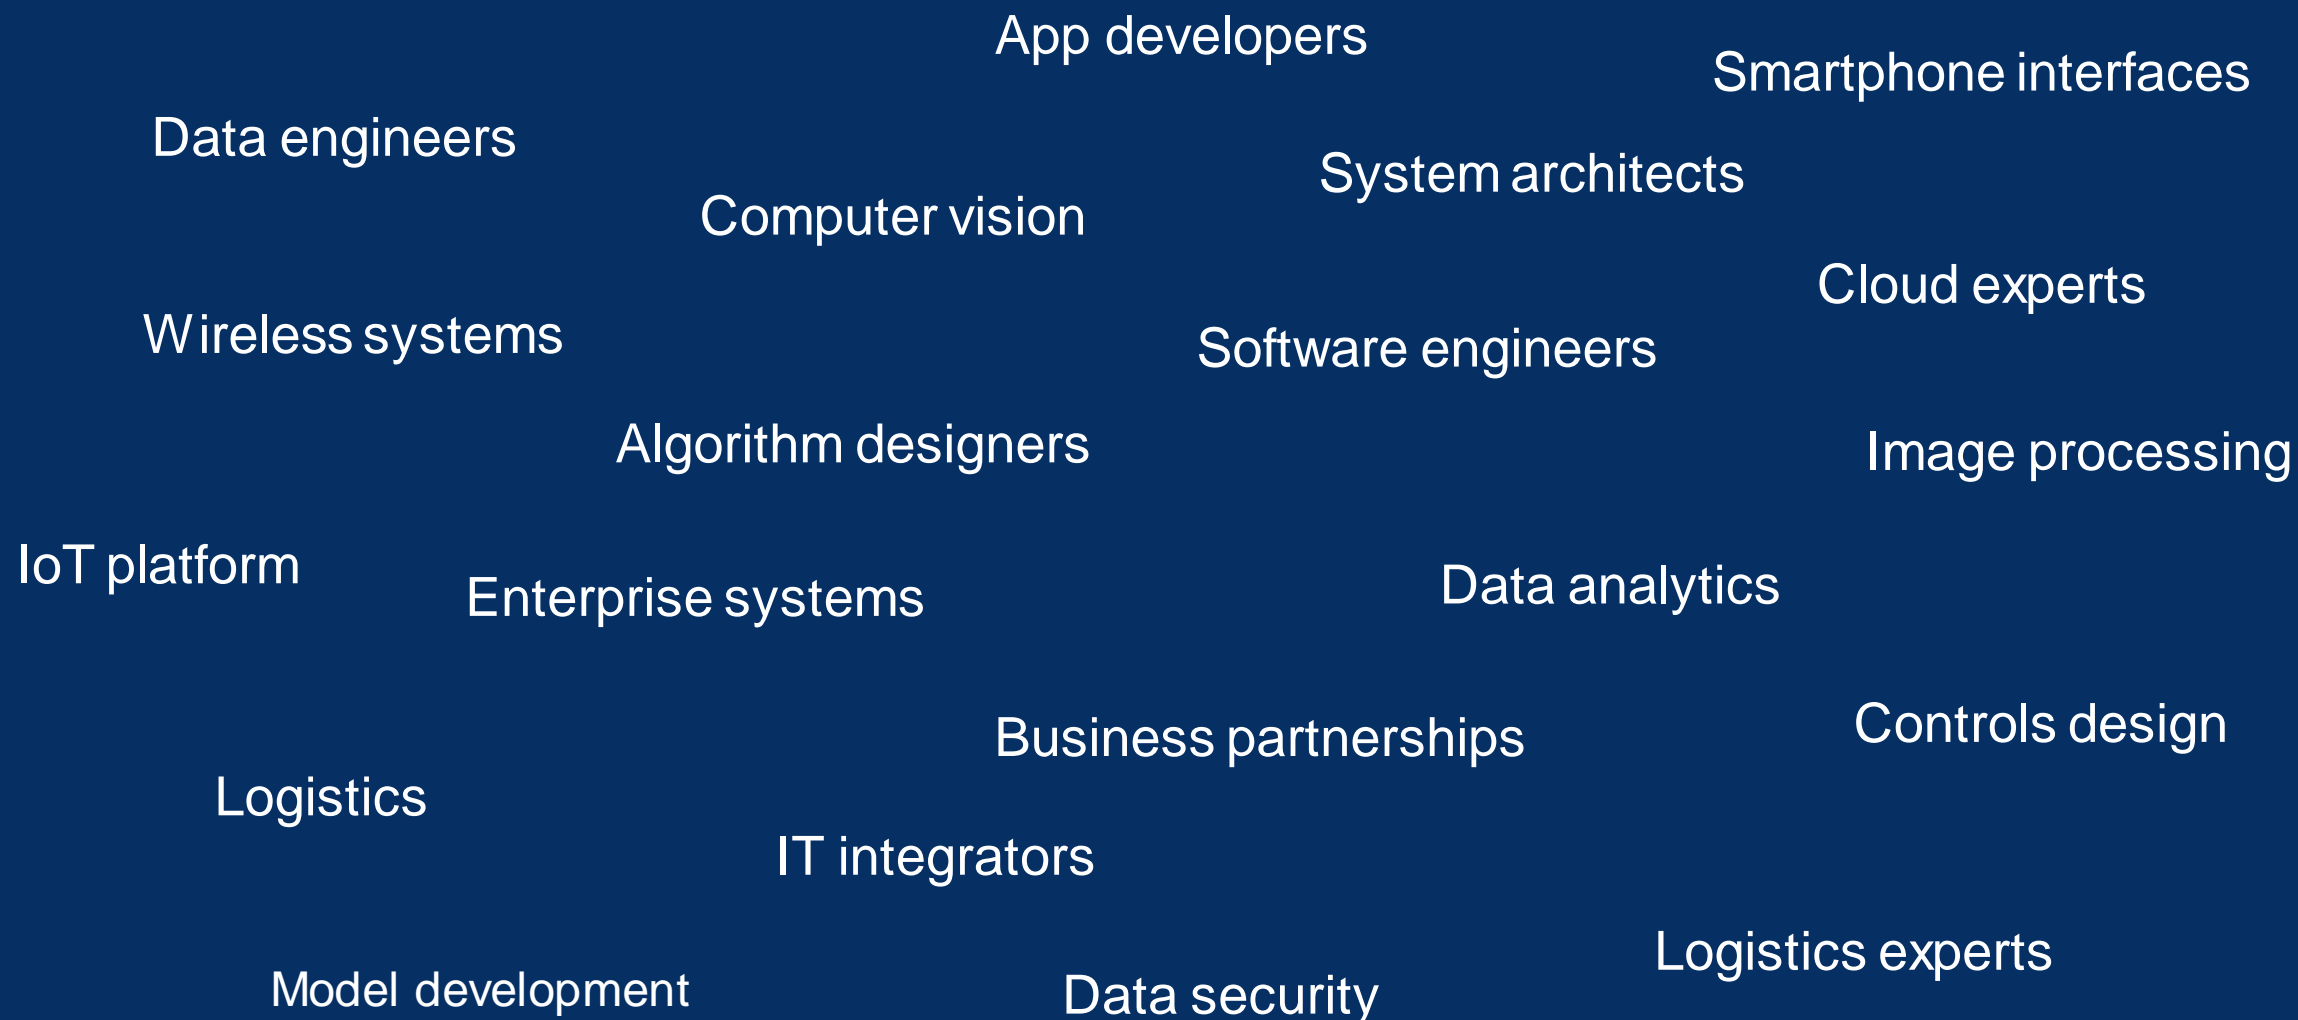 App developers
Smartphone interfaces
Data engineers
System architects
Computer vision
Cloud experts
Wireless systems
Software engineers
Algorithm designers
Image processing
IoT platform
Data analytics
Enterprise systems
Controls design
Business partnerships
Logistics
IT integrators
Logistics experts
Model development
Data security